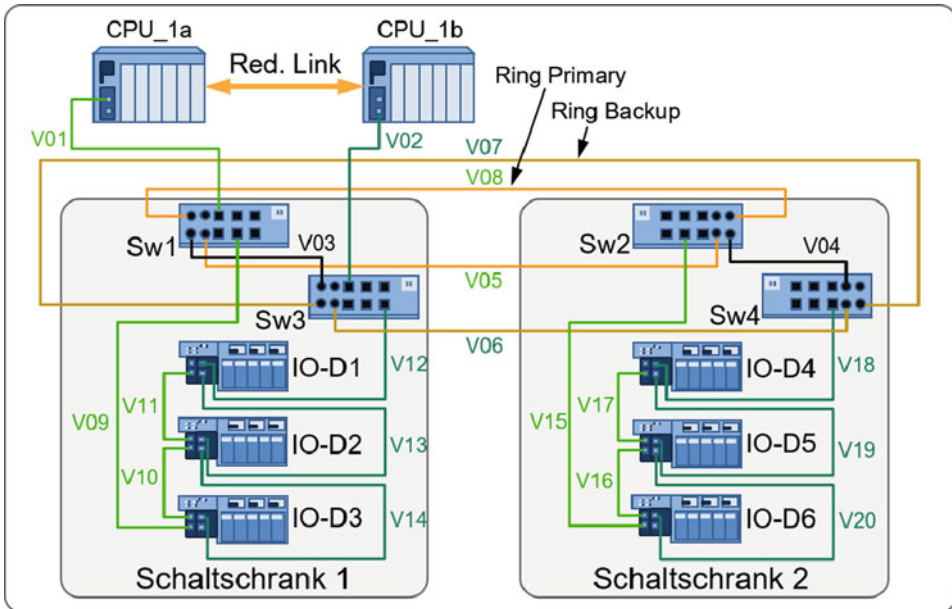 CPU_1a
CPU_1b
Red. Link
Ring Primary
Ring Backup
V01
V02
V07
V08
Sw1
V03
Sw2
V04
V05
Sw3
Sw4
V06
IO-D1
V12
IO-D4
V18
V11
V09
V17
V15
IO-D2
V13
IO-D5
V19
V10
V16
IO-D3
V14
IO-D6
V20
Schaltschrank 1
Schaltschrank 2